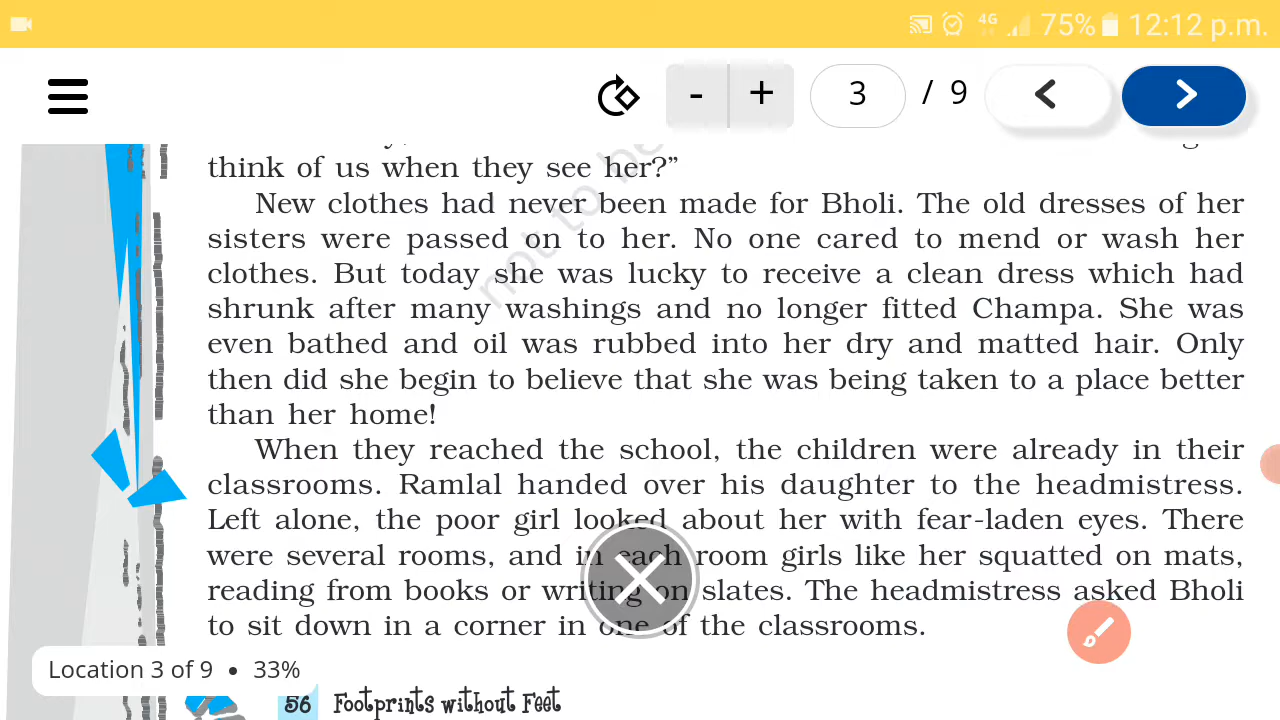 4G 75% 12:12 p.m.
- + 3 / 9
think of us when they see her?”
New clothes had never been made for Bholi. The old dresses of her
sisters were passed on to her. No one cared to mend or wash her
clothes. But today she was lucky to receive a clean dress which had
shrunk after many washings and no longer fitted Champa. She was
even bathed and oil was rubbed into her dry and matted hair. Only
then did she begin to believe that she was being taken to a place better
than her home!
When they reached the school, the children were already in their
classrooms. Ramlal handed over his daughter to the headmistress.
Left alone, the poor girl looked about her with fear-laden eyes. There
were several rooms, and in each room girls like her squatted on mats,
reading from books or writing on slates. The headmistress asked Bholi
to sit down in a corner in one of the classrooms.
Location 3 of 9 • 33%
56 Footprints without Feet
not to be